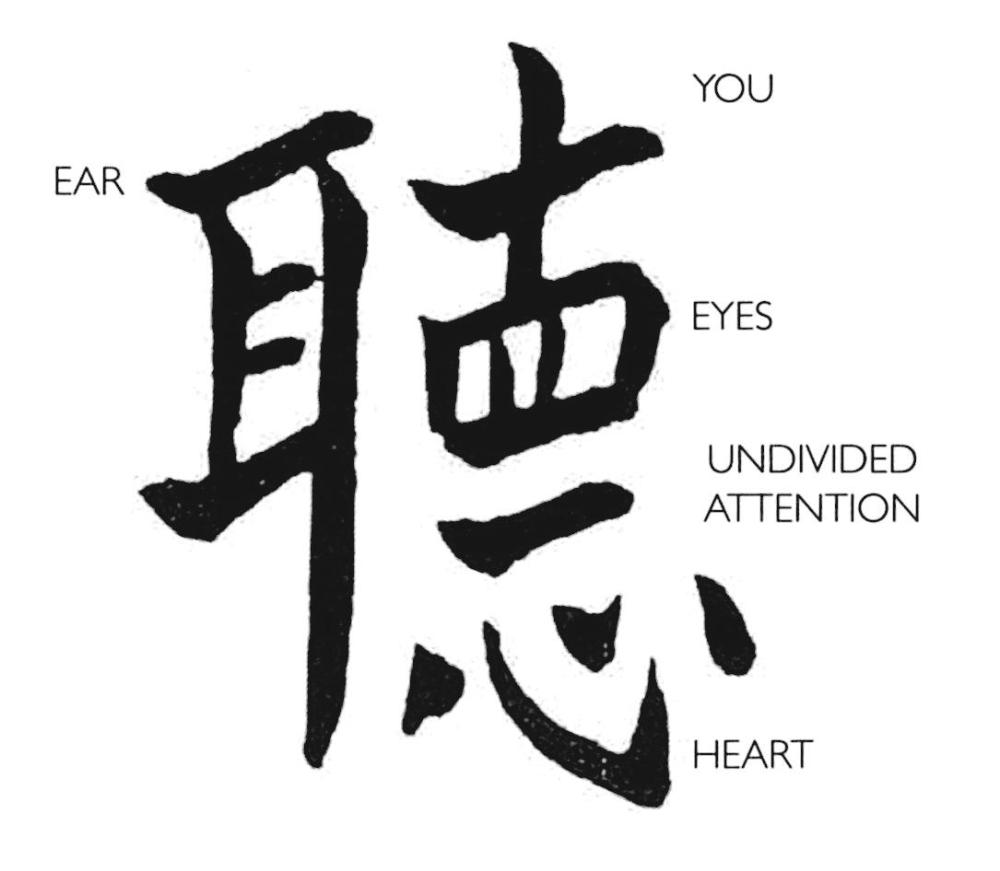 YOU
EAR
聽
EYES
UNDIVIDED
ATTENTION
HEART